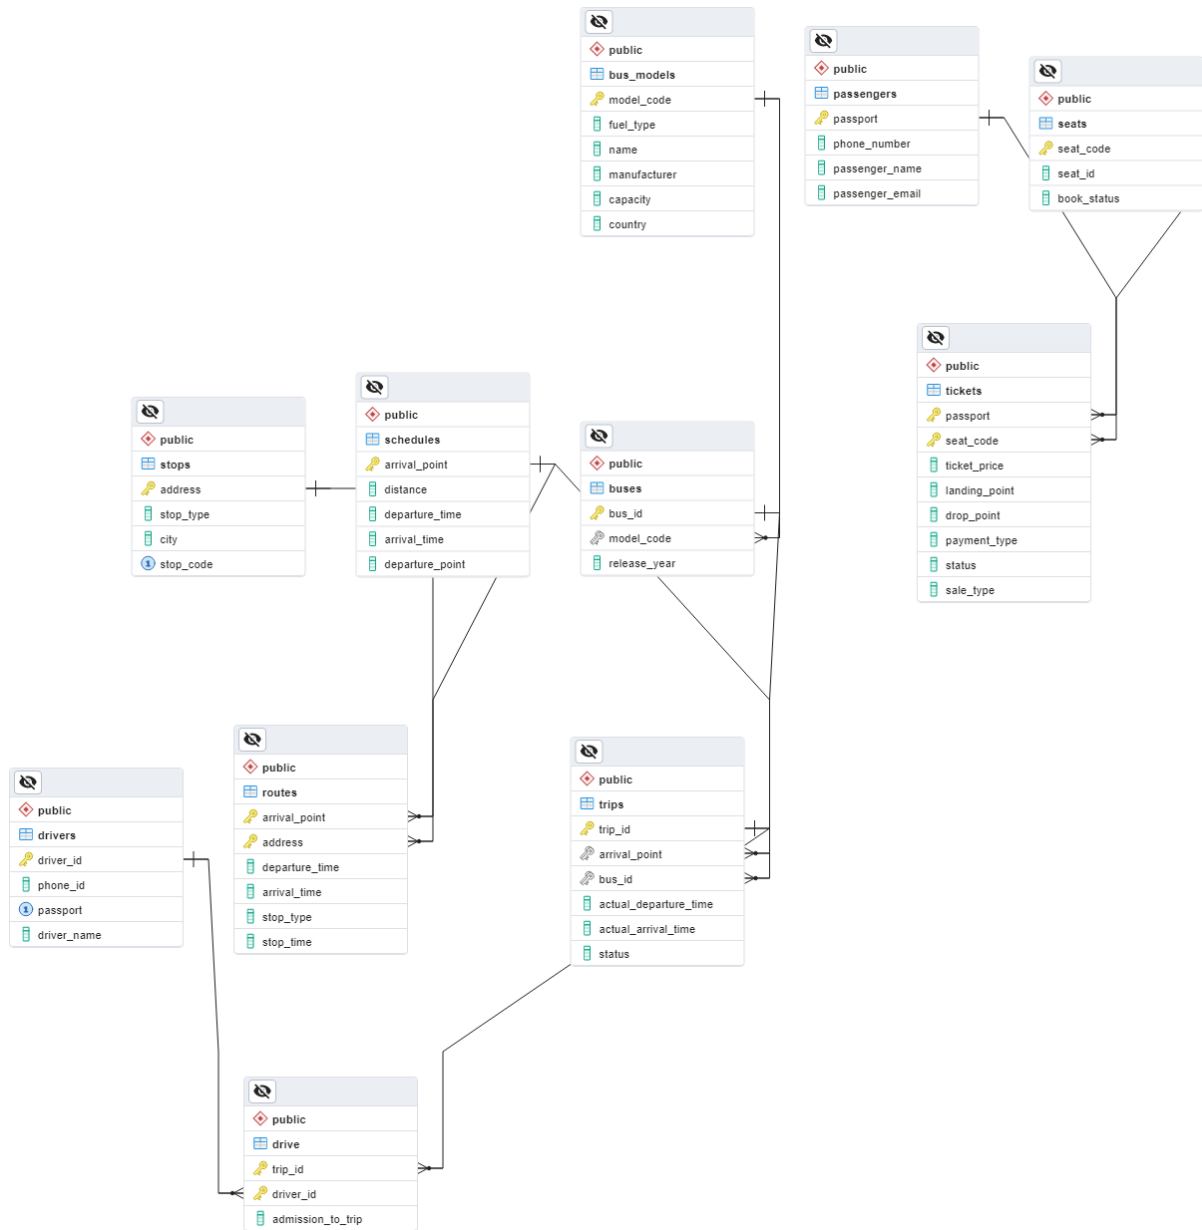 public
bus_models
model_code
fuel_type
name
manufacturer
capacity
country
public
passengers
passport
phone_number
passenger_name
passenger_email
public
seats
seat_code
seat_id
book_status
public
tickets
passport
seat_code
ticket_price
landing_point
drop_point
payment_type
status
sale_type
public
stops
address
stop_type
city
1 stop_code
public
schedules
arrival_point
distance
departure_time
arrival_time
departure_point
public
buses
bus_id
model_code
release_year
public
drivers
driver_id
phone_id
1 passport
driver_name
public
routes
arrival_point
address
departure_time
arrival_time
stop_type
stop_time
public
trips
trip_id
arrival_point
bus_id
actual_departure_time
actual_arrival_time
status
public
drive
trip_id
driver_id
admission_to_trip